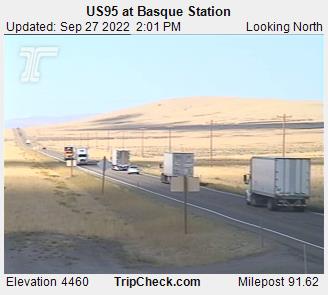 US95 at Basque Station
Updated: Sep 27 2022 2:01 PM Looking North
Elevation 4460 TripCheck.com Milepost 91.62